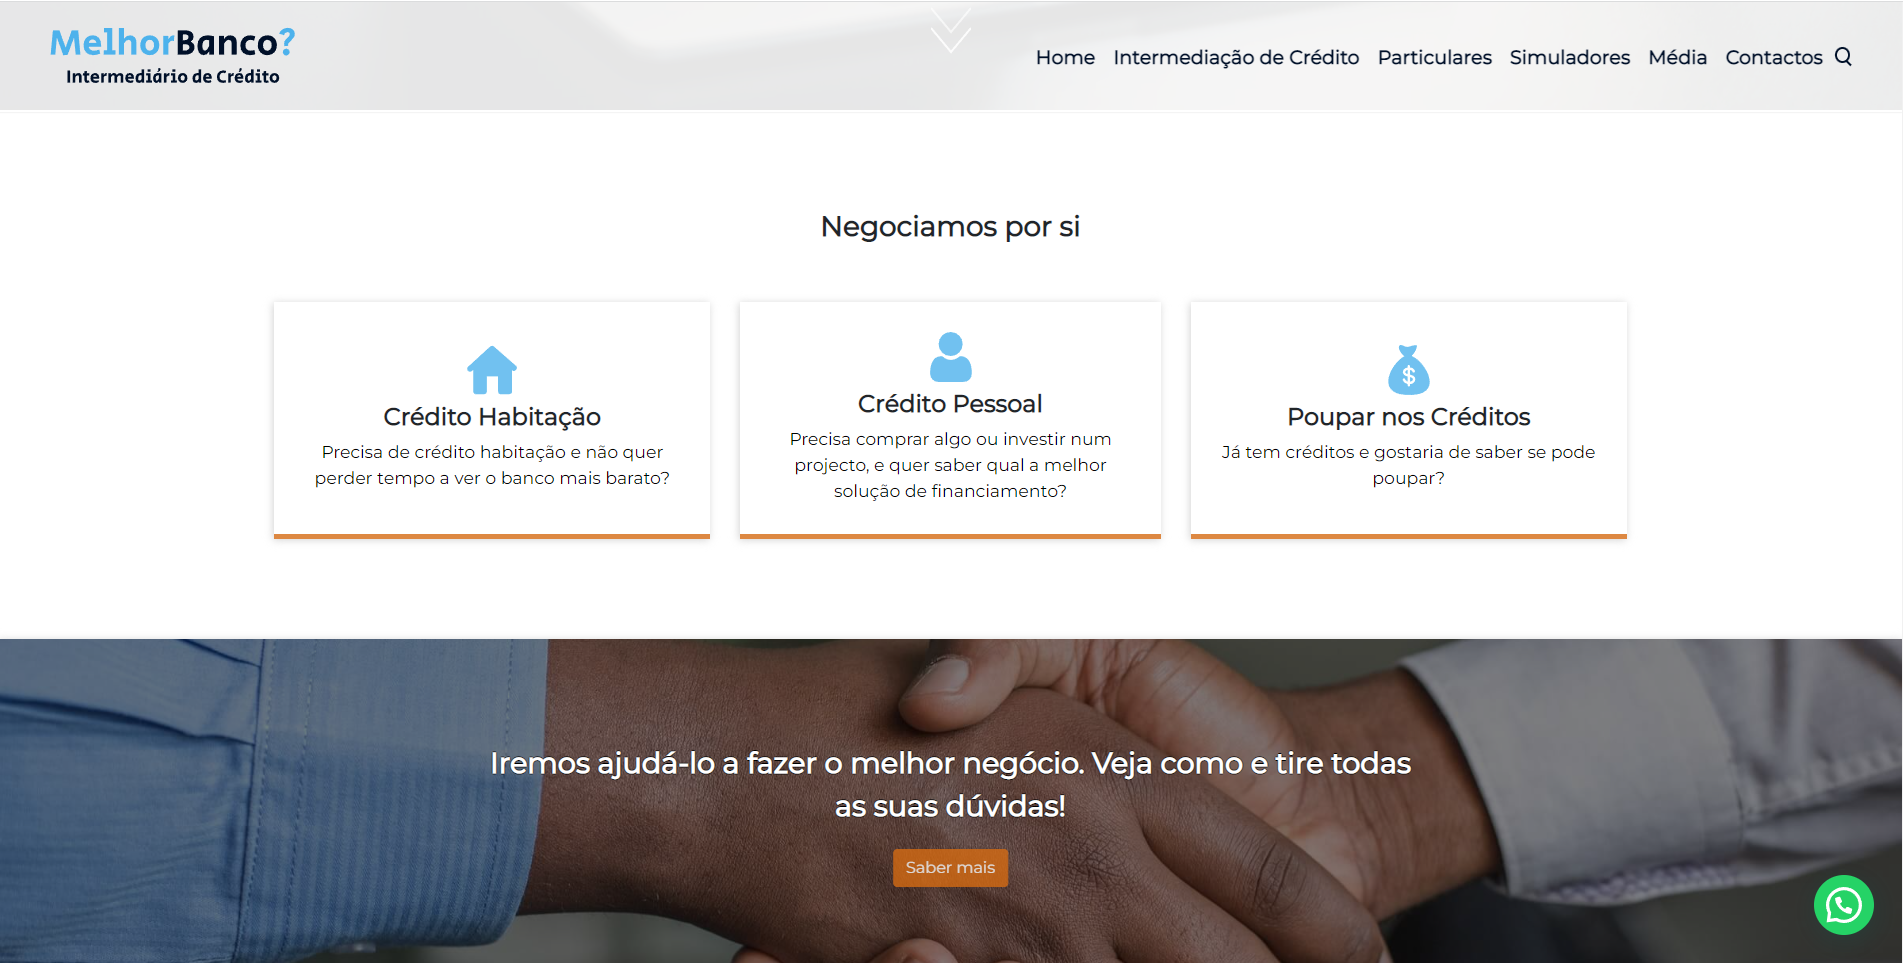 MelhorBanco?
Intermediário de Crédito
Home Intermediação de Crédito Particulares Simuladores Média Contactos
Negociamos por si
Crédito Habitação
Precisa de crédito habitação e não quer
perder tempo a ver o banco mais barato?
Crédito Pessoal
Precisa comprar algo ou investir num
projecto, e quer saber qual a melhor
solução de financiamento?
$
Poupar nos Créditos
Já tem créditos e gostaria de saber se pode
poupar?
Iremos ajudá-lo a fazer o melhor negócio. Veja como e tire todas
as suas dúvidas!
Saber mais